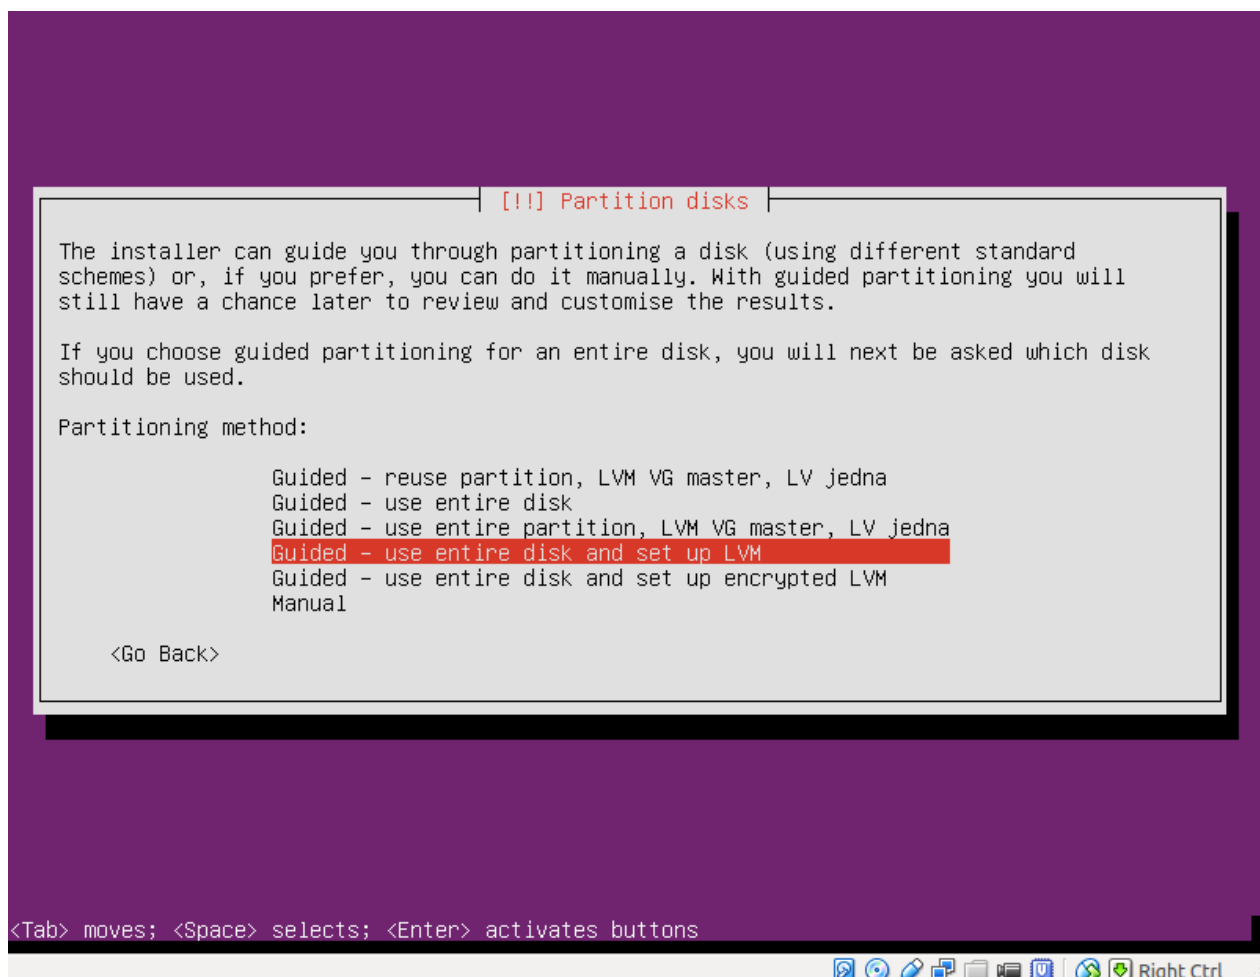 [!!] Partition disks
The installer can guide you through partitioning a disk (using different standard
schemes) or, if you prefer, you can do it manually. With guided partitioning you will
still have a chance later to review and customise the results.
If you choose guided partitioning for an entire disk, you will next be asked which disk
should be used.
Partitioning method:
Guided – reuse partition, LVM VG master, LV jedna
Guided – use entire disk
Guided – use entire partition, LVM VG master, LV jedna
Guided – use entire disk and set up LVM
Guided – use entire disk and set up encrypted LVM
Manual
<Go Back>
<Tab> moves; <Space> selects; <Enter> activates buttons
Right Ctrl